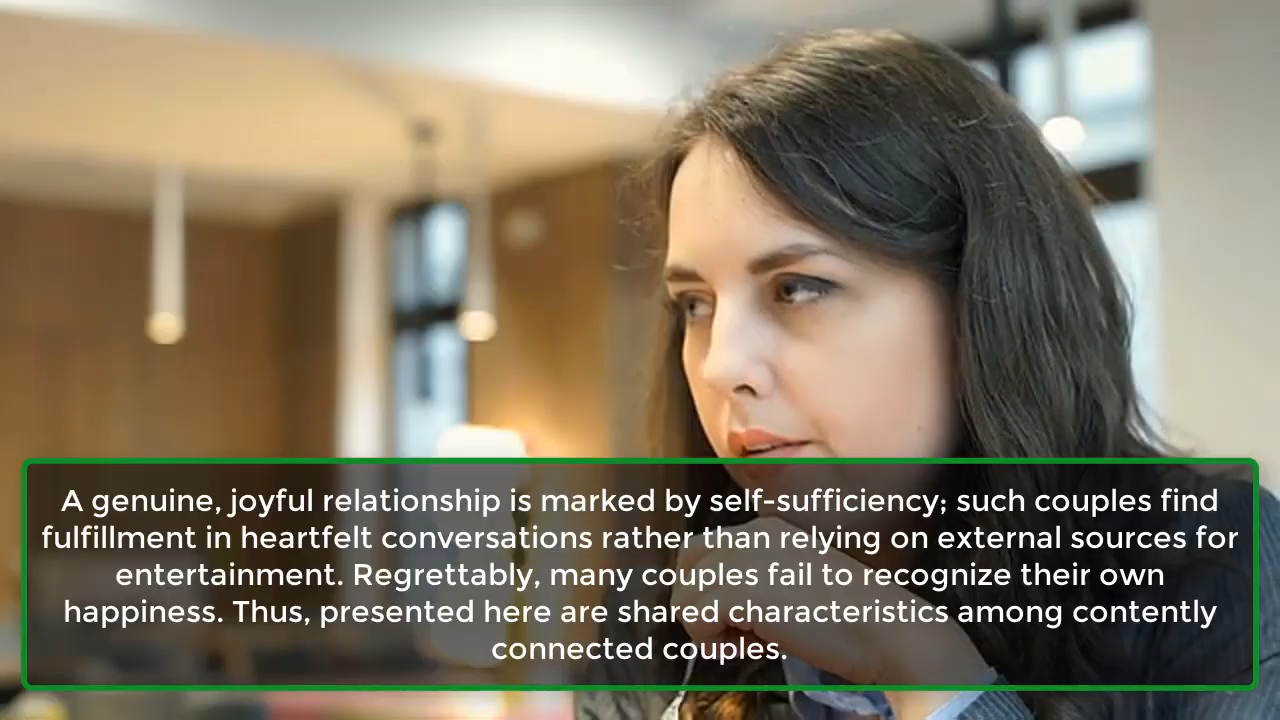 A genuine, joyful relationship is marked by self-sufficiency; such couples find
fulfillment in heartfelt conversations rather than relying on external sources for
entertainment. Regrettably, many couples fail to recognize their own
happiness. Thus, presented here are shared characteristics among contently
connected couples.